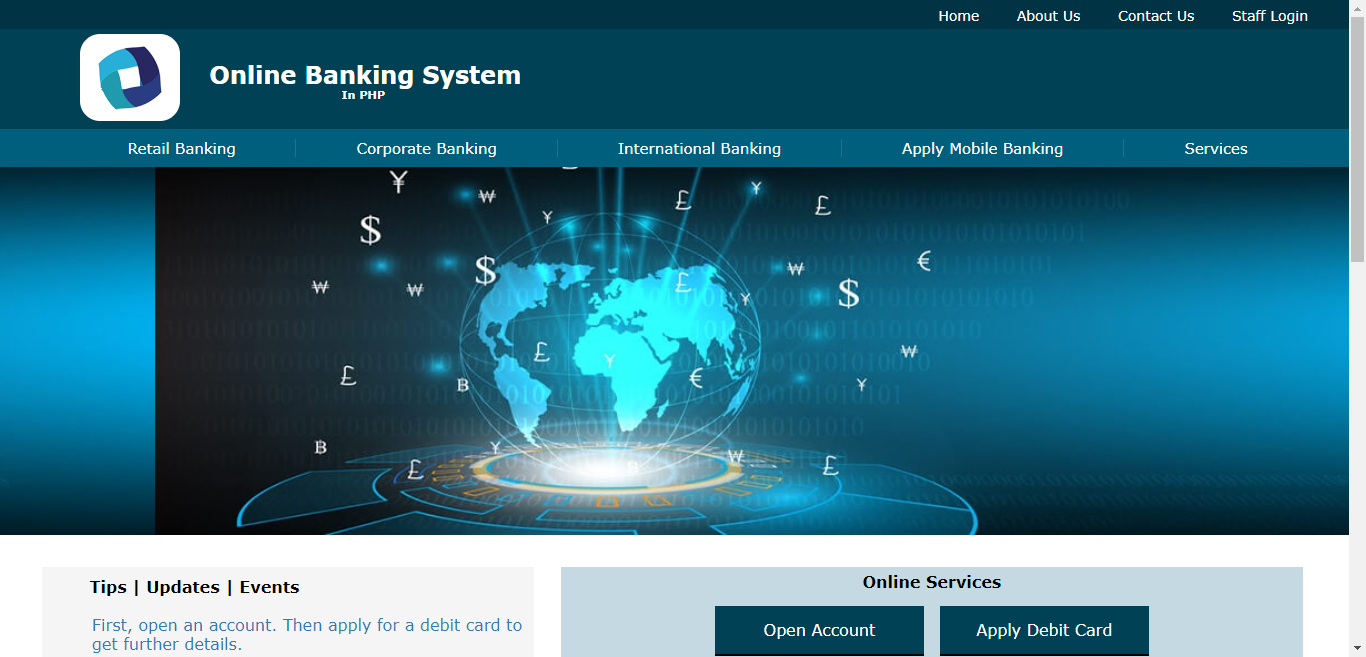 Home About Us Contact Us Staff Login
Online Banking System
In PHP
Retail Banking Corporate Banking International Banking Apply Mobile Banking Services
Tips | Updates | Events
First, open an account. Then apply for a debit card to
get further details.
Online Services
Open Account Apply Debit Card